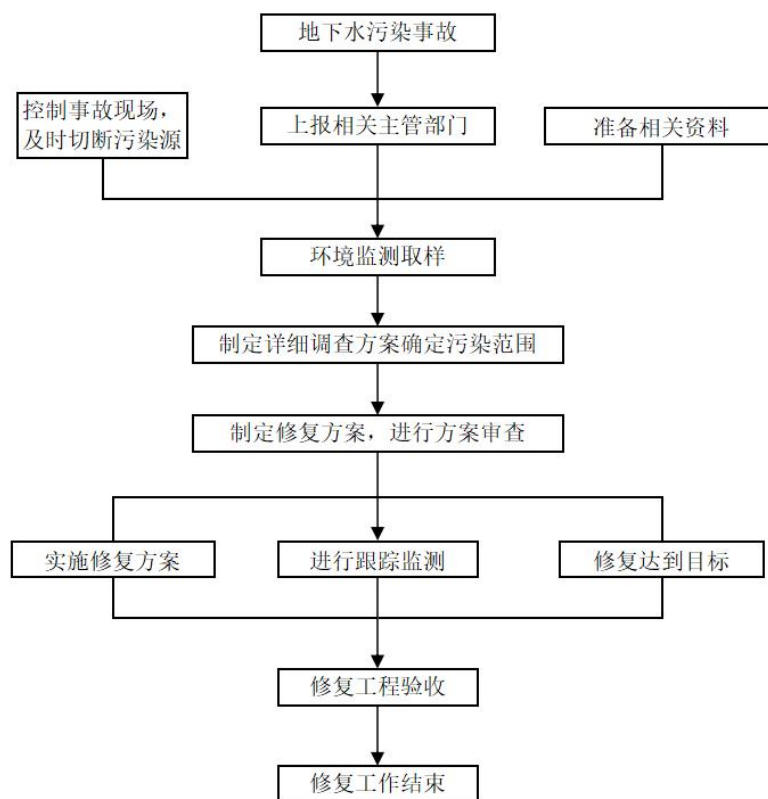 地下水污染事故
控制事故现场，
及时切断污染源
上报相关主管部门
准备相关资料
环境监测取样
制定详细调查方案确定污染范围
制定修复方案，进行方案审查
实施修复方案
进行跟踪监测
修复达到目标
修复工程验收
修复工作结束